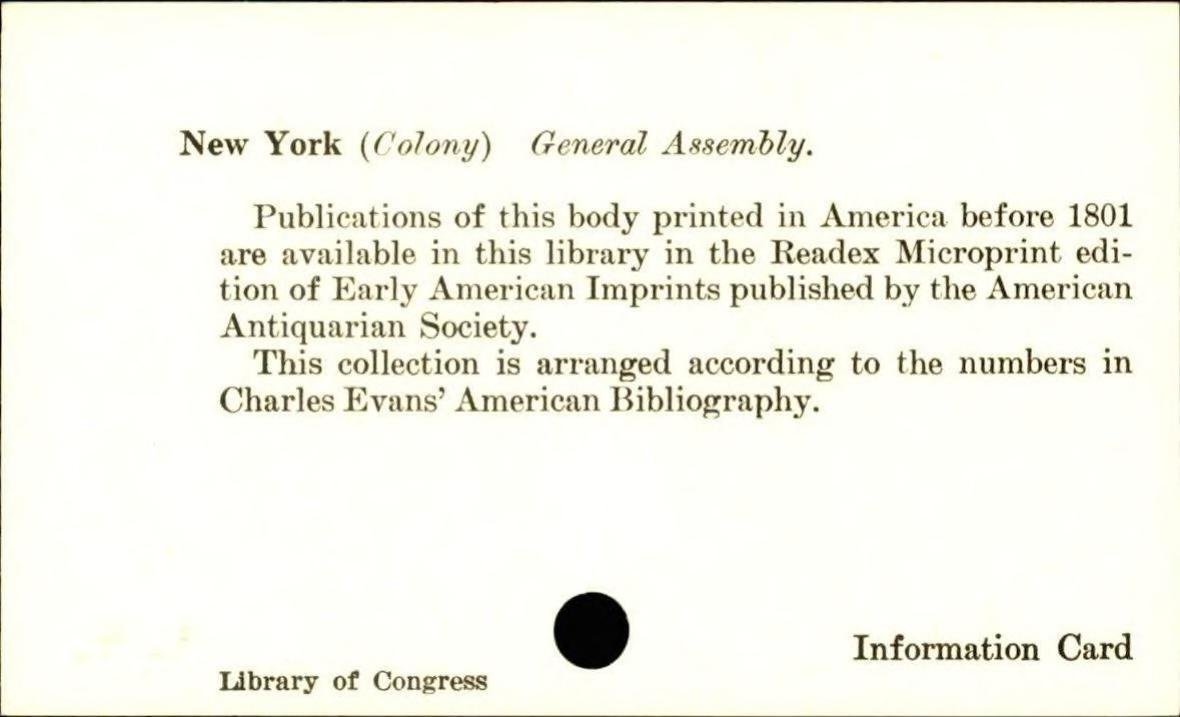 New York (Colony) General Assembly.
Publications of this body printed in America before 1801
are available in this library in the Readex Microprint edi-
tion of Early American Imprints published by the American
Antiquarian Society.
This collection is arranged according to the numbers in
Charles Evans' American Bibliography.
Information Card
Library of Congress